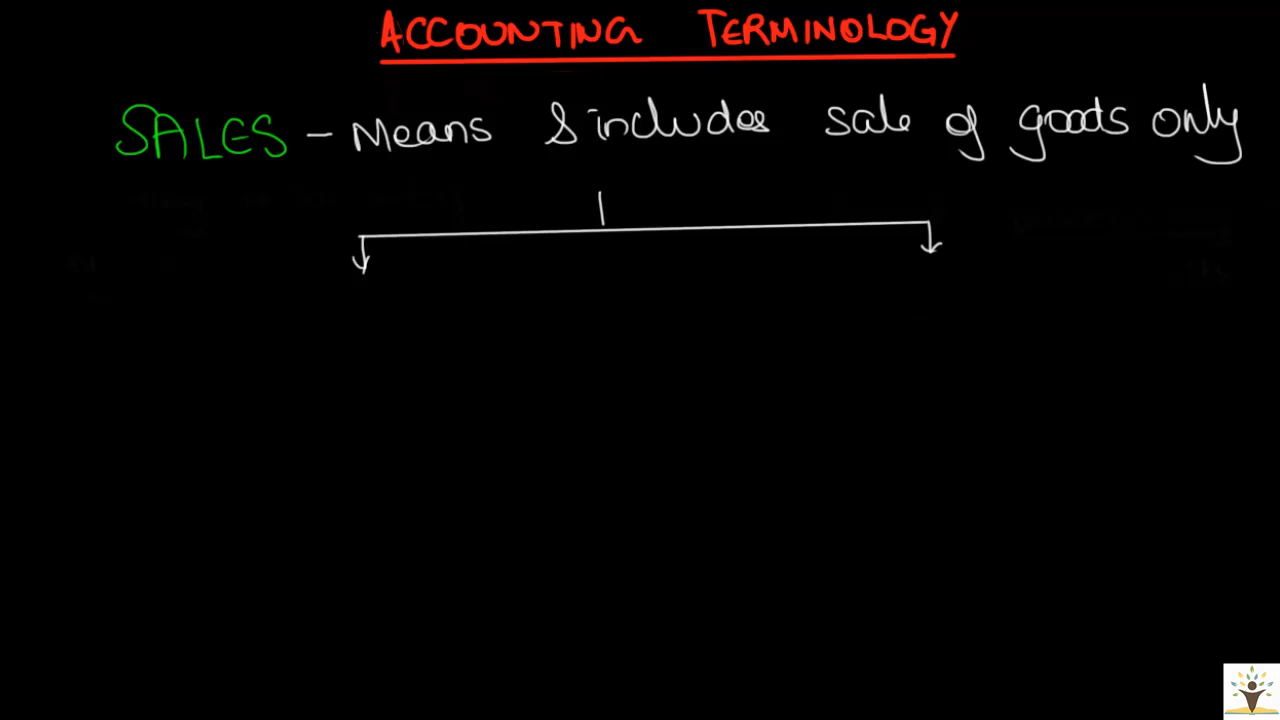 ACCOUNTING TERMINOLOGY
SALES - Means & includes sale of goods only